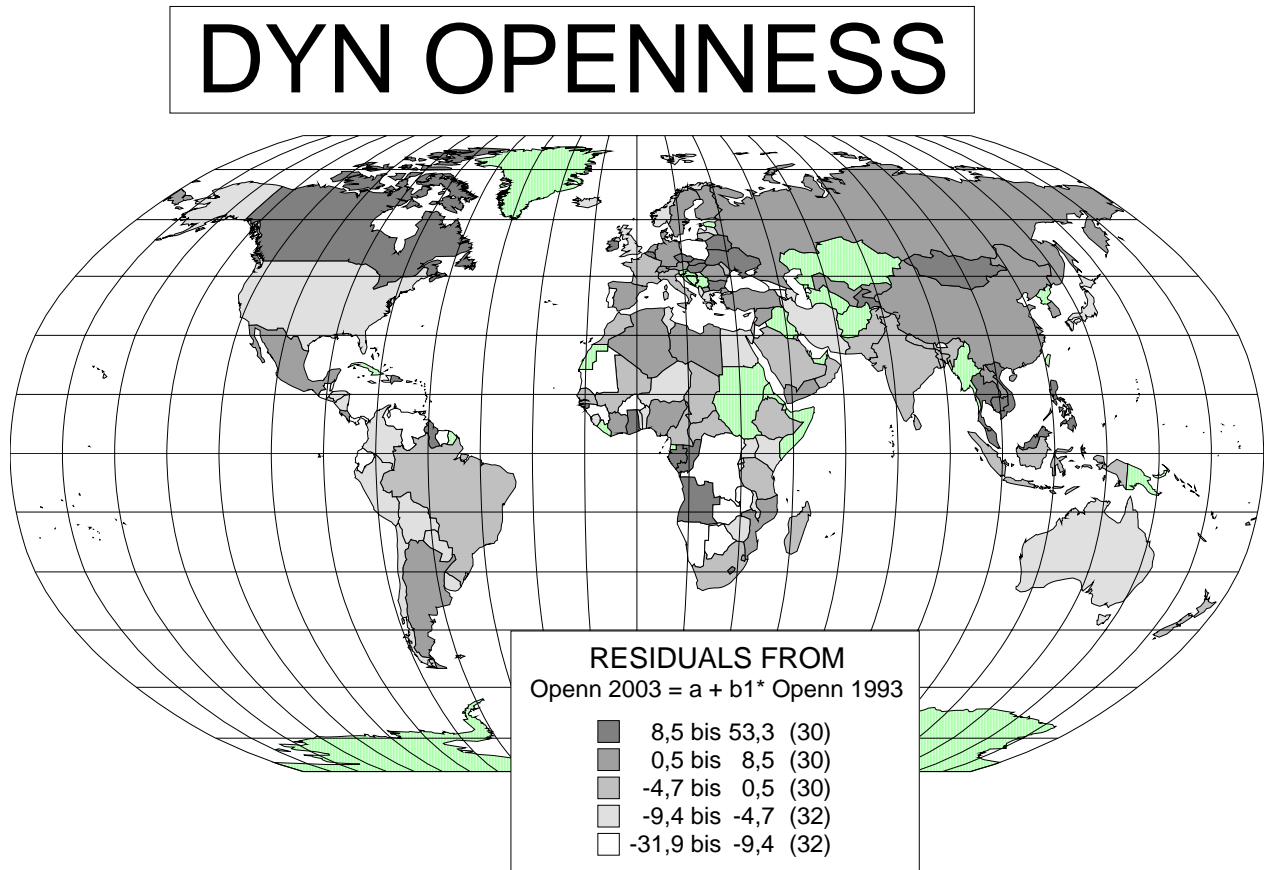 DYN OPENNESS
RESIDUALS FROM
Openn 2003 = a + b1* Openn 1993
8,5 bis 53,3 (30)
0,5 bis 8,5 (30)
-4,7 bis 0,5 (30)
-9,4 bis -4,7 (32)
-31,9 bis -9,4 (32)